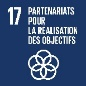 17 PARTENARIATS
POUR
LA RÉALISATION
DES OBJECTIFS